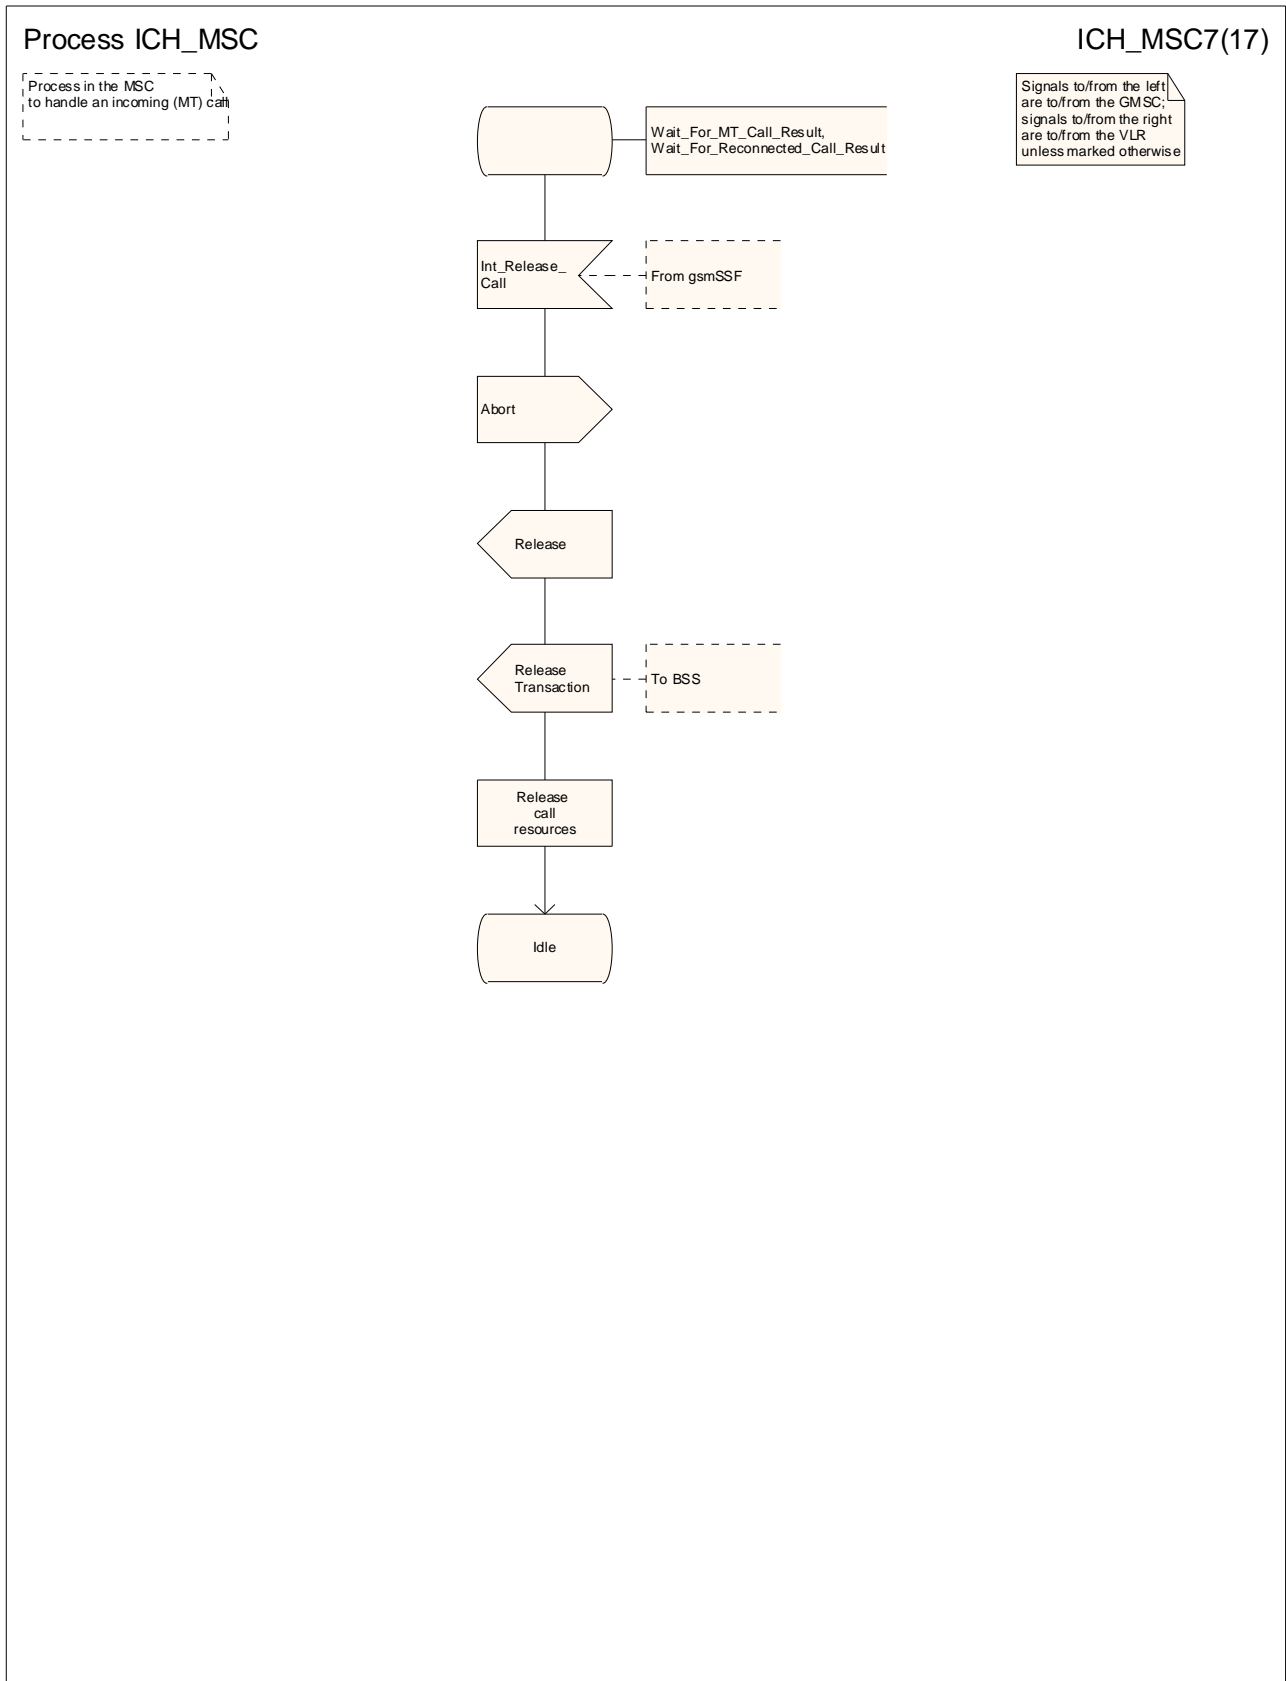 Process ICH_MSC
ICH_MSC7(17)
Process in the MSC
to handle an incoming (MT) call
Signals to/from the left
are to/from the GMSC;
signals to/from the right
are to/from the VLR
unless marked otherwise
Wait_For_MT_Call_Result,
Wait_For_Reconnected_Call_Result
Int_Release_
Call
From gsmSSF
Abort
Release
Release
Transaction
To BSS
Release
call
resources
Idle